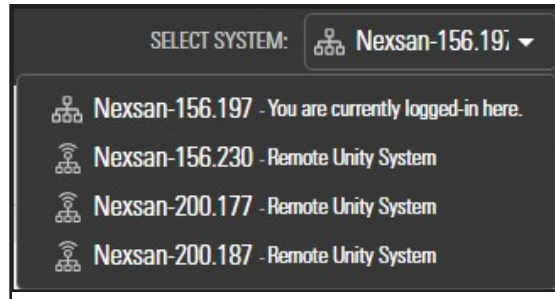 SELECT SYSTEM: Nexsan-156.197
Nexsan-156.197 - You are currently logged-in here.
Nexsan-156.230 - Remote Unity System
Nexsan-200.177 - Remote Unity System
Nexsan-200.187 - Remote Unity System